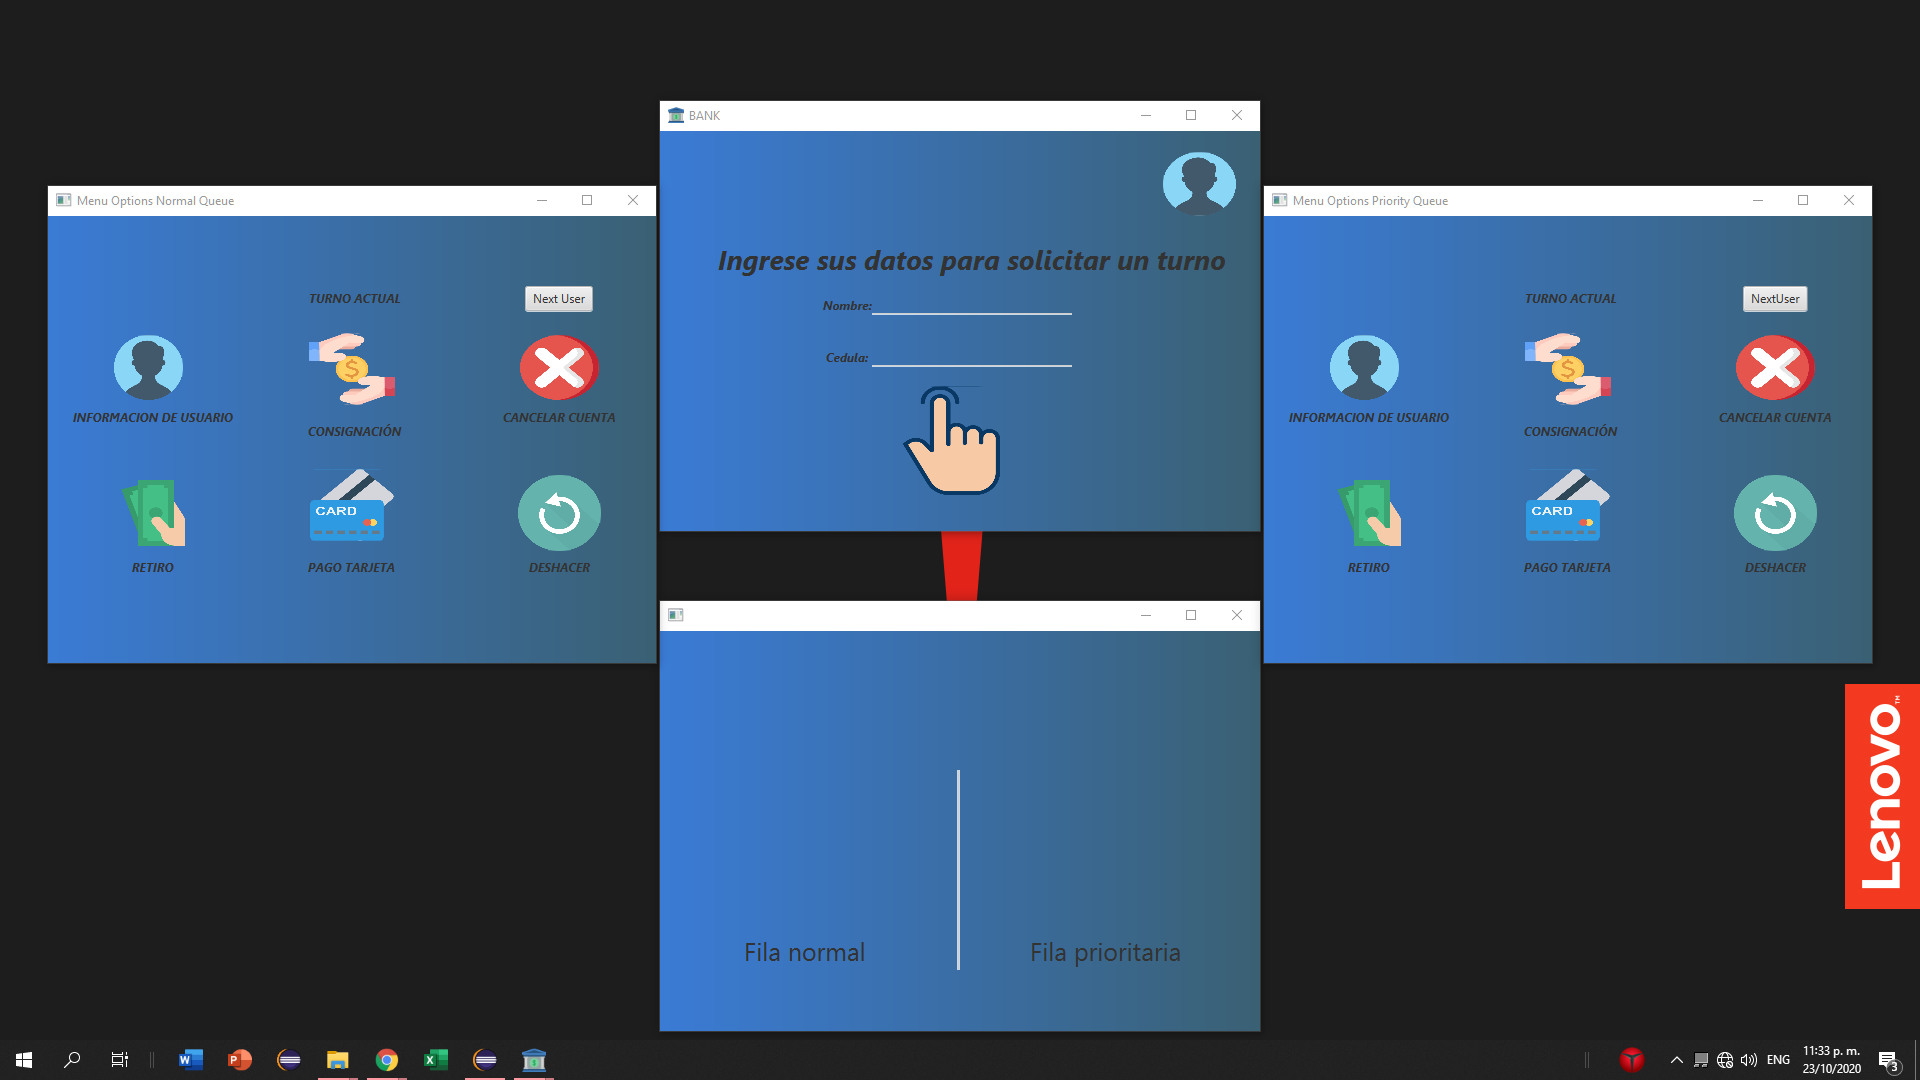 BANK
Ingrese sus datos para solicitar un turno
Nombre:
Cedula:
Menu Options Normal Queue
TURNO ACTUAL
Next User
INFORMACION DE USUARIO
CONSIGNACIÓN
CANCELAR CUENTA
CARD
RETIRO
PAGO TARJETA
DESHACER
Menu Options Priority Queue
TURNO ACTUAL
NextUser
INFORMACION DE USUARIO
CONSIGNACIÓN
CANCELAR CUENTA
CARD
RETIRO
PAGO TARJETA
DESHACER
Fila normal
Fila prioritaria
Lenovo™
ENG
11:33 p. m.
23/10/2020
3